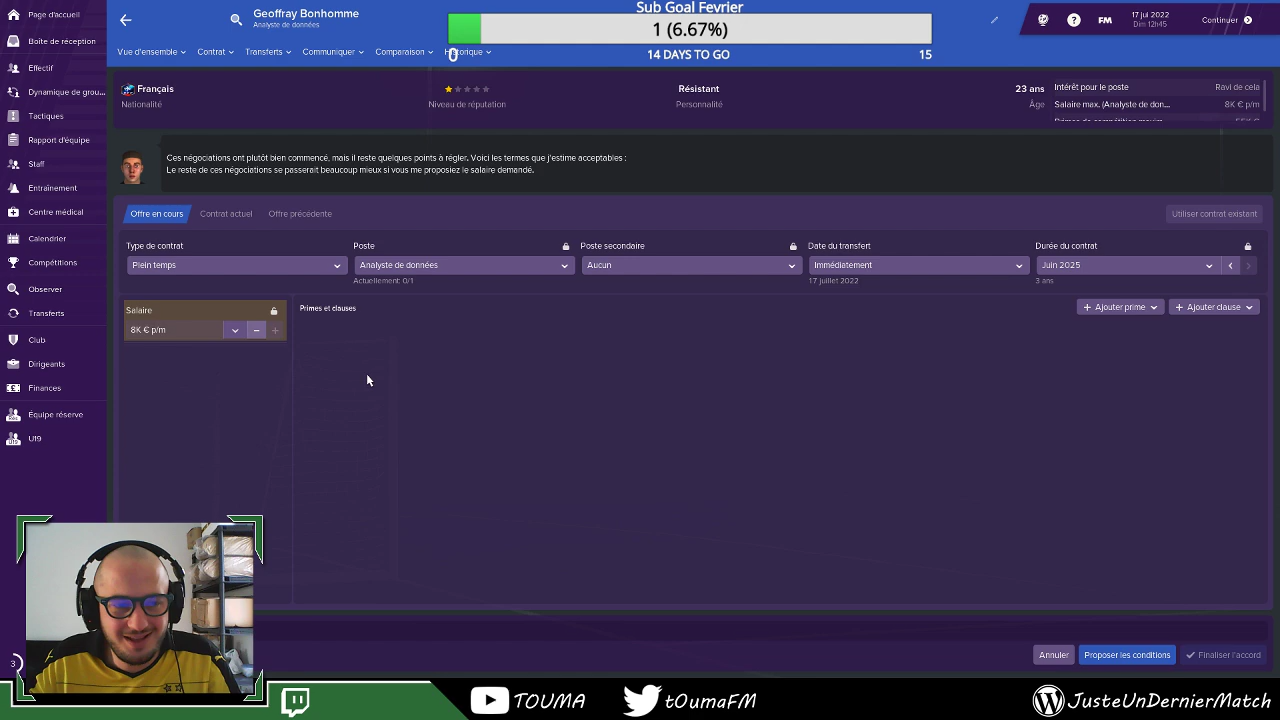 Sub Goal Fevrier
1 (6.67%)
0
14 DAYS TO GO
15
Page d'accueil
Boîte de réception
Effectif
Dynamique de grou...
Tactiques
Rapport d'équipe
Staff
Entraînement
Centre médical
Calendrier
Compétitions
Observer
Transferts
Club
Dirigeants
Finances
Équipe réserve
U19
3
Geoffray Bonhomme
Analyste de données
FM
17 juil 2022
Dim 12h45
Continuer
Vue d'ensemble
Contrat
Transferts
Communiquer
Comparaison
Historique
Français
Nationalité
Niveau de réputation
Résistant
Personnalité
23 ans
Âge
Intérêt pour le poste
Ravi de cela
Salaire max. (Analyste de don...
8K € p/m
Ces négociations ont plutôt bien commencé, mais il reste quelques points à régler. Voici les termes que j'estime acceptables :
Le reste de ces négociations se passerait beaucoup mieux si vous me proposiez le salaire demandé.
Offre en cours
Contrat actuel
Offre précédente
Utiliser contrat existant
Type de contrat
Plein temps
Poste
Analyste de données
Actuellement: 0/1
Poste secondaire
Aucun
Date du transfert
Immédiatement
17 juillet 2022
Durée du contrat
Juin 2025
3 ans
Salaire
8K € p/m
Primes et clauses
Ajouter prime
Ajouter clause
Annuler
Proposer les conditions
Finaliser l'accord
TOUMA
tOumaFM
JusteUnDernierMatch